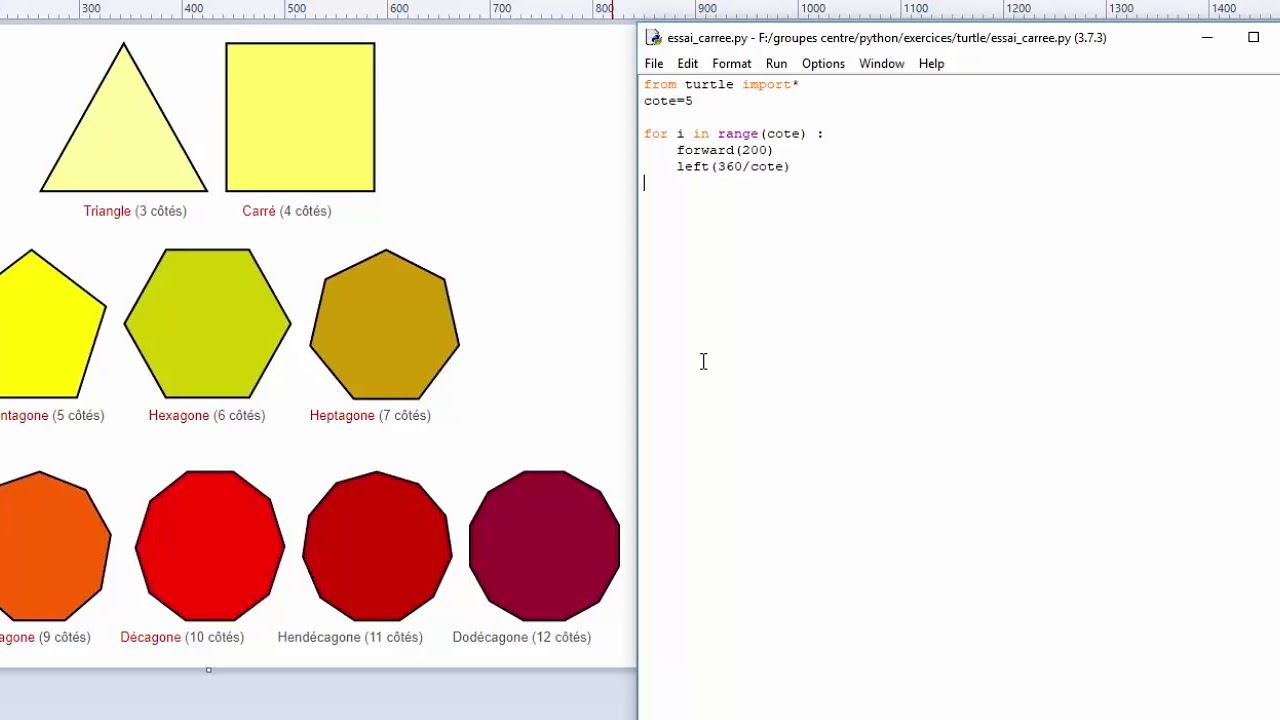 300 400 500 600 700 800 900 1000 1100 1200 1300 1400
Triangle (3 côtés) Carré (4 côtés)
ntagone (5 côtés) Hexagone (6 côtés) Heptagone (7 côtés)
agone (9 côtés) Décagone (10 côtés) Hendécagone (11 côtés) Dodécagone (12 côtés)
essai_carree.py - F:/groupes centre/python/exercices/turtle/essai_carree.py (3.7.3)
File Edit Format Run Options Window Help
from turtle import*
cote=5
for i in range(cote) :
    forward(200)
    left(360/cote)